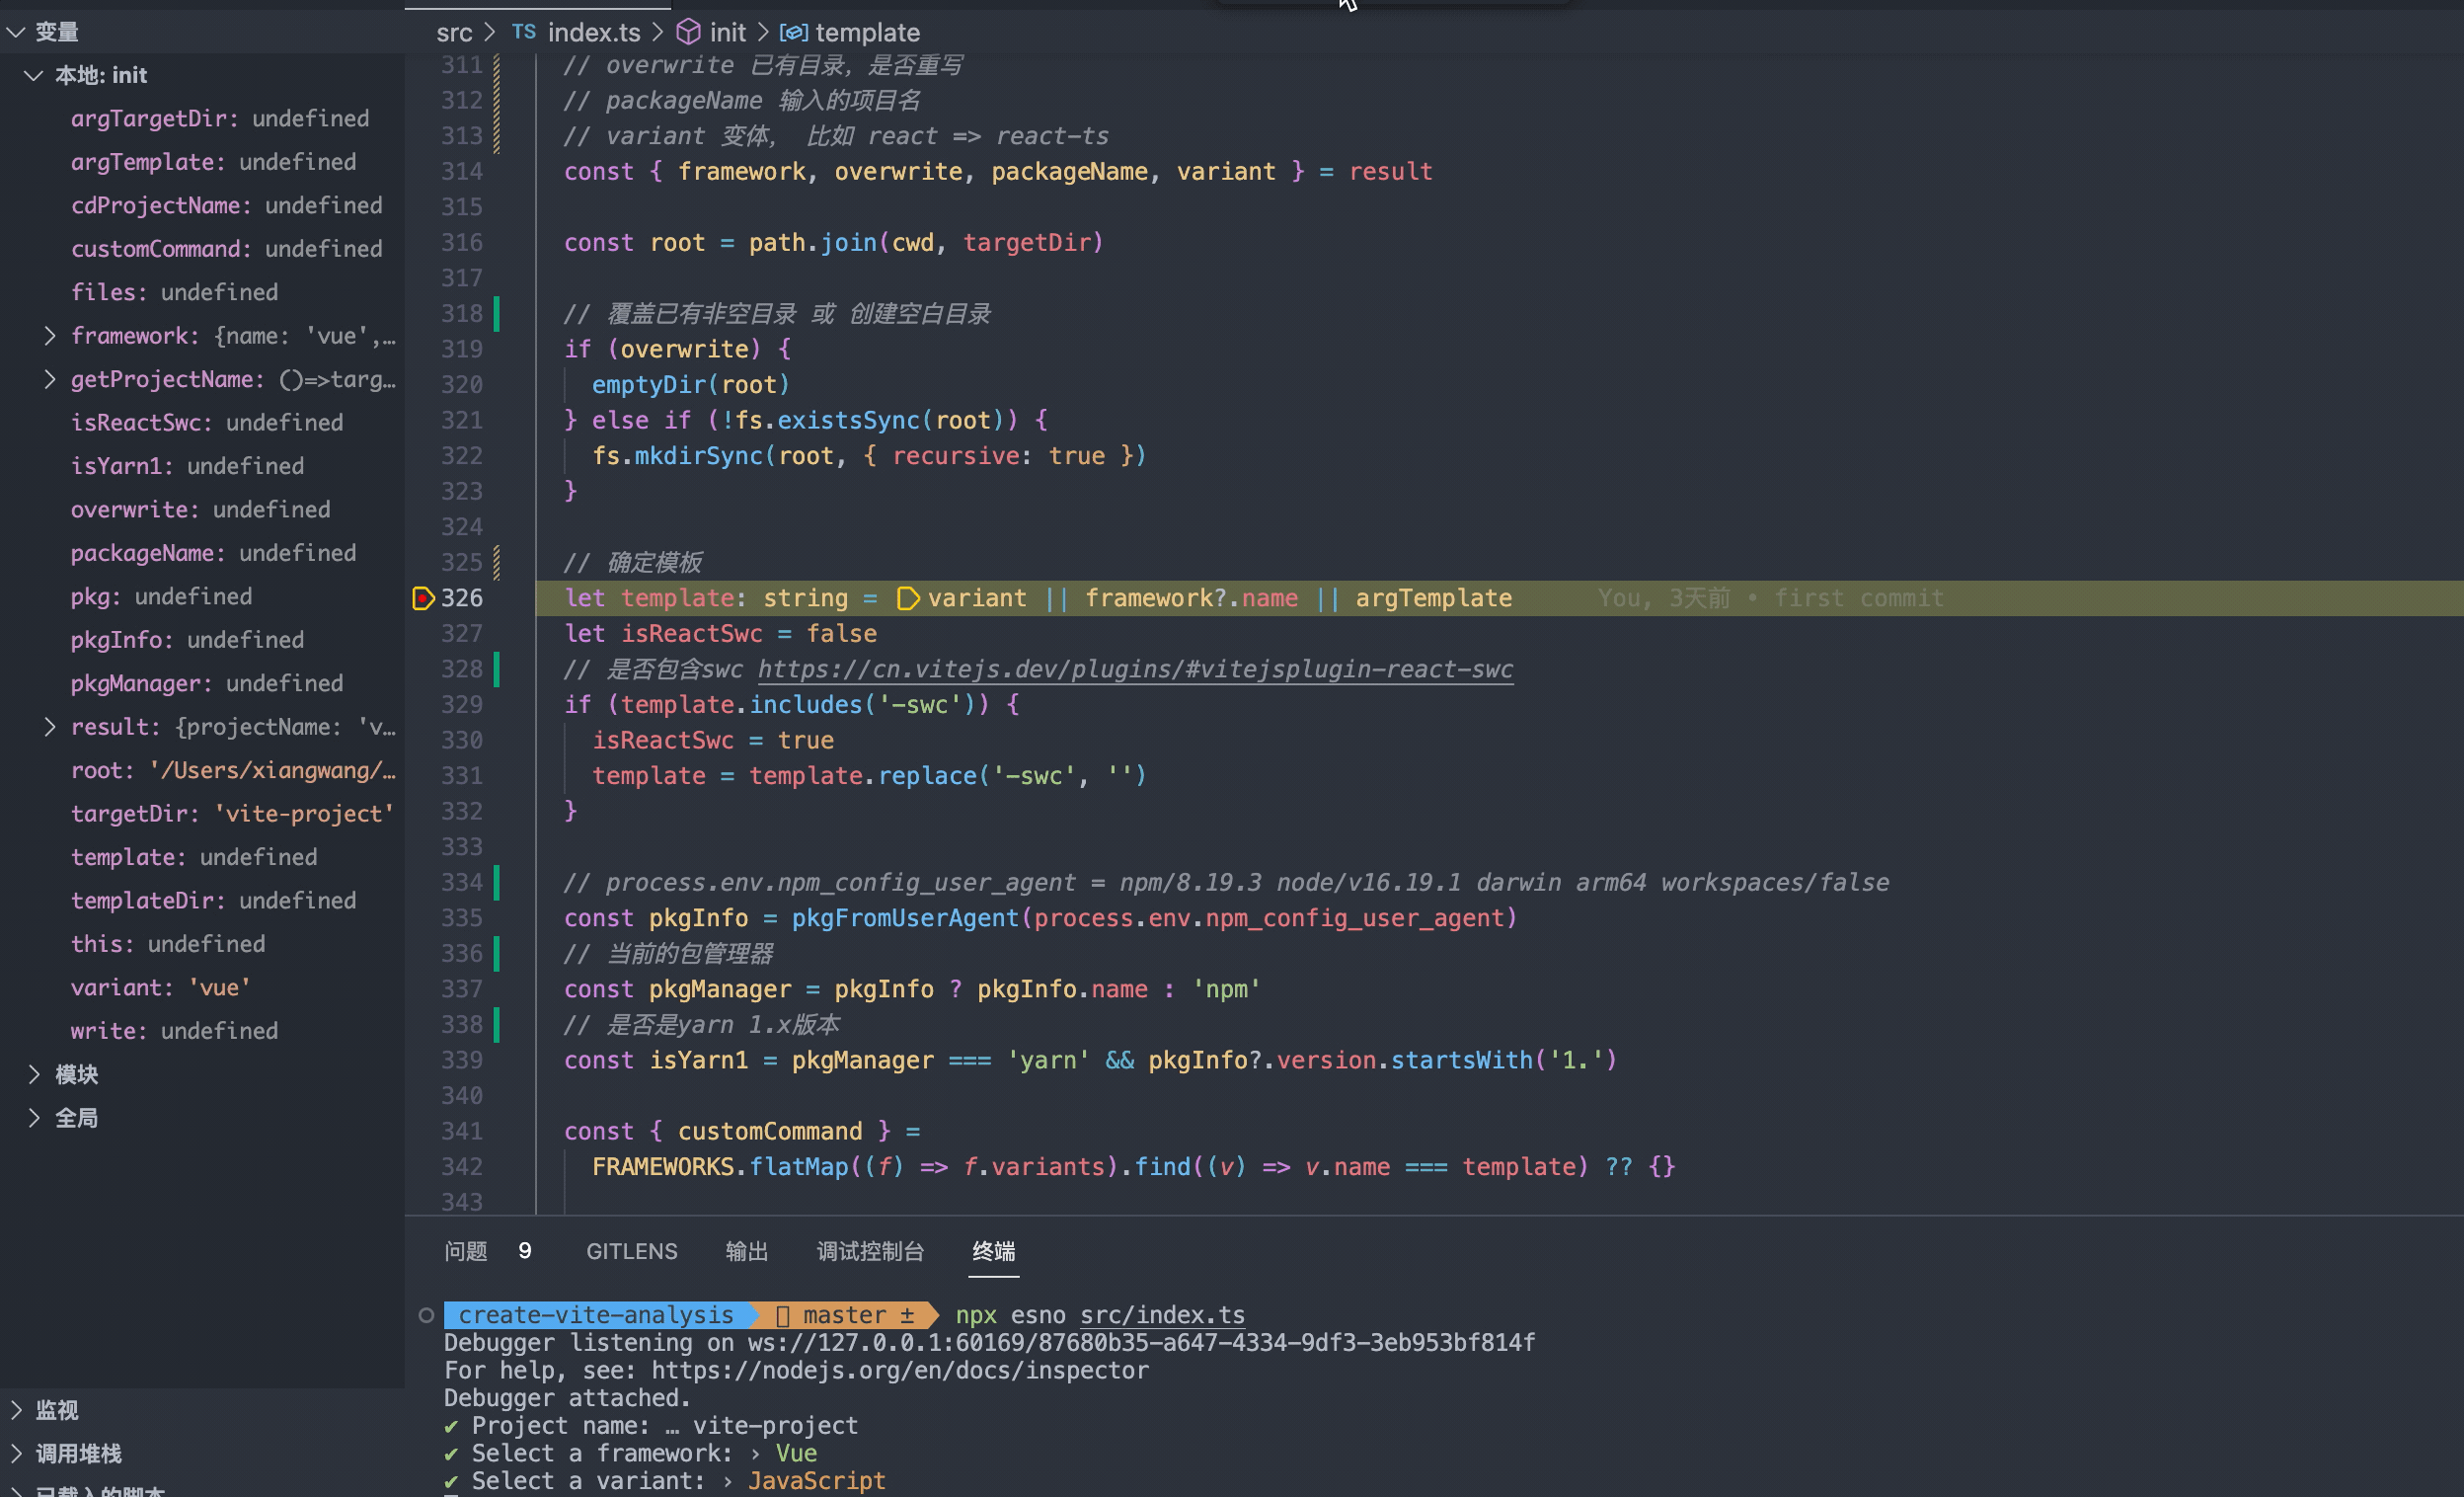 变量
本地: init
argTargetDir: undefined
argTemplate: undefined
cdProjectName: undefined
customCommand: undefined
files: undefined
framework: {name: 'vue',…
getProjectName: ()=>targ…
isReactSwc: undefined
isYarn1: undefined
overwrite: undefined
packageName: undefined
pkg: undefined
pkgInfo: undefined
pkgManager: undefined
result: {projectName: 'v…
root: '/Users/xiangwang/…
targetDir: 'vite-project'
template: undefined
templateDir: undefined
this: undefined
variant: 'vue'
write: undefined
模块
全局
监视
调用堆栈
已载入的脚本
src > TS index.ts > init > template
311 // overwrite 已有目录，是否重写
312 // packageName 输入的项目名
313 // variant 变体， 比如 react => react-ts
314 const { framework, overwrite, packageName, variant } = result
315
316 const root = path.join(cwd, targetDir)
317
318 // 覆盖已有非空目录 或 创建空白目录
319 if (overwrite) {
320 emptyDir(root)
321 } else if (!fs.existsSync(root)) {
322 fs.mkdirSync(root, { recursive: true })
323 }
324
325 // 确定模板
326 let template: string = variant || framework?.name || argTemplate You, 3天前 • first commit
327 let isReactSwc = false
328 // 是否包含swc https://cn.vitejs.dev/plugins/#vitejsplugin-react-swc
329 if (template.includes('-swc')) {
330 isReactSwc = true
331 template = template.replace('-swc', '')
332 }
333
334 // process.env.npm_config_user_agent = npm/8.19.3 node/v16.19.1 darwin arm64 workspaces/false
335 const pkgInfo = pkgFromUserAgent(process.env.npm_config_user_agent)
336 // 当前的包管理器
337 const pkgManager = pkgInfo ? pkgInfo.name : 'npm'
338 // 是否是yarn 1.x版本
339 const isYarn1 = pkgManager === 'yarn' && pkgInfo?.version.startsWith('1.')
340
341 const { customCommand } =
342 FRAMEWORKS.flatMap((f) => f.variants).find((v) => v.name === template) ?? {}
343
问题 9 GITLENS 输出 调试控制台 终端
create-vite-analysis master ± npx esno src/index.ts
Debugger listening on ws://127.0.0.1:60169/87680b35-a647-4334-9df3-3eb953bf814f
For help, see: https://nodejs.org/en/docs/inspector
Debugger attached.
✔ Project name: … vite-project
✔ Select a framework: › Vue
✔ Select a variant: › JavaScript